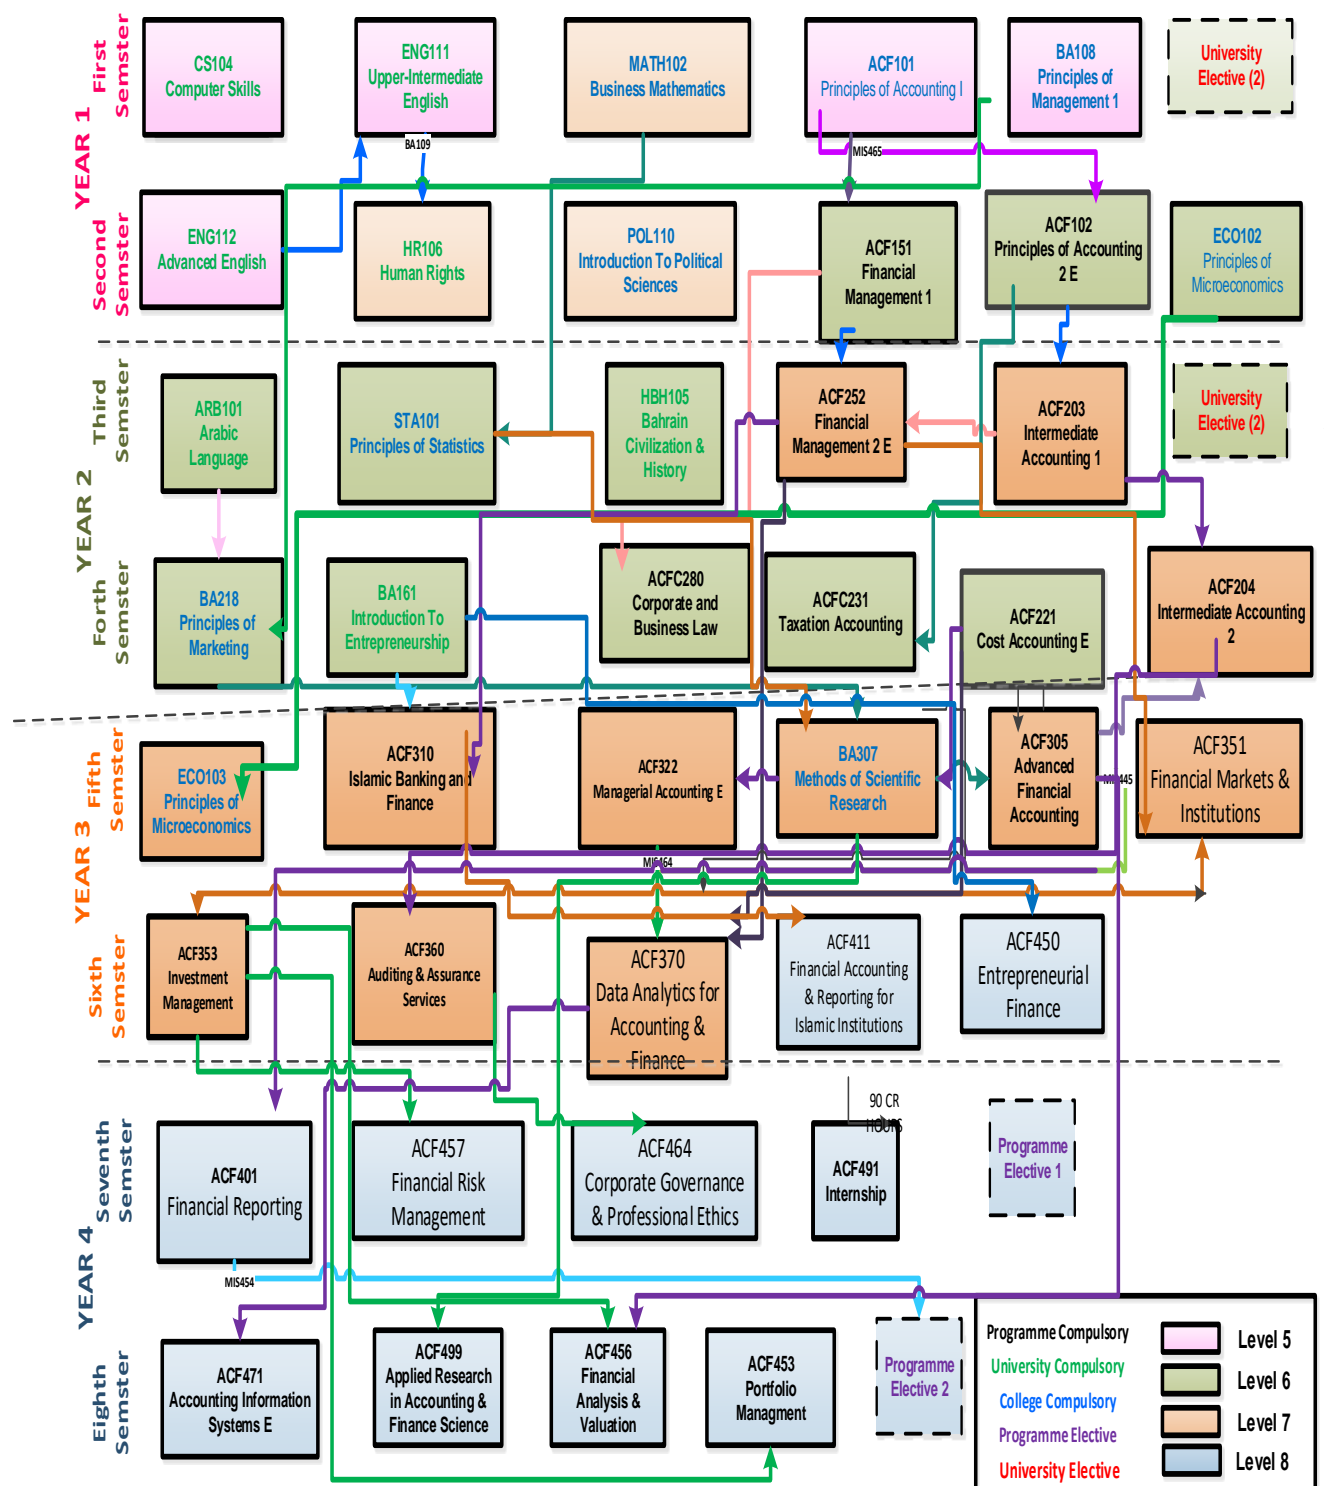 YEAR 1
First
Semster
CS104
Computer Skills
ENG111
Upper-Intermediate
English
MATH102
Business Mathematics
ACF101
Principles of Accounting I
BA108
Principles of
Management 1
University
Elective (2)
BA109
MIS465
Second
Semster
ENG112
Advanced English
HR106
Human Rights
POL110
Introduction To Political
Sciences
ACF151
Financial
Management 1
ACF102
Principles of Accounting
2 E
ECO102
Principles of
Microeconomics
YEAR 2
Third
Semster
ARB101
Arabic
Language
STA101
Principles of Statistics
HBH105
Bahrain
Civilization &
History
ACF252
Financial
Management 2 E
ACF203
Intermediate
Accounting 1
University
Elective (2)
Forth
Semster
BA218
Principles of
Marketing
BA161
Introduction To
Entrepreneurship
ACFC280
Corporate and
Business Law
ACFC231
Taxation Accounting
ACF221
Cost Accounting E
ACF204
Intermediate Accounting
2
YEAR 3
Fifth
Semster
ECO103
Principles of
Microeconomics
ACF310
Islamic Banking and
Finance
ACF322
Managerial Accounting E
BA307
Methods of Scientific
Research
ACF305
Advanced
Financial
Accounting
MIS445
ACF351
Financial Markets &
Institutions
MIS464
Sixth
Semster
ACF353
Investment
Management
ACF360
Auditing & Assurance
Services
ACF370
Data Analytics for
Accounting &
Finance
ACF411
Financial Accounting
& Reporting for
Islamic Institutions
ACF450
Entrepreneurial
Finance
YEAR 4
Seventh
Semster
ACF401
Financial Reporting
ACF457
Financial Risk
Management
ACF464
Corporate Governance
& Professional Ethics
90 CR
HOURS
ACF491
Internship
Programme
Elective 1
MIS454
Eighth
Semster
ACF471
Accounting Information
Systems E
ACF499
Applied Research
in Accounting &
Finance Science
ACF456
Financial
Analysis &
Valuation
ACF453
Portfolio
Managment
Programme
Elective 2
Programme Compulsory
University Compulsory
College Compulsory
Programme Elective
University Elective
Level 5
Level 6
Level 7
Level 8